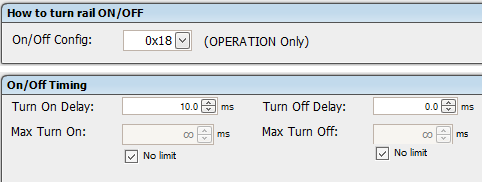 How to turn rail ON/OFF
On/Off Config: 0x18 (OPERATION Only)
On/Off Timing
Turn On Delay: 10.0 ms Turn Off Delay: 0.0 ms
Max Turn On: ∞ ms Max Turn Off: ∞ ms
No limit No limit